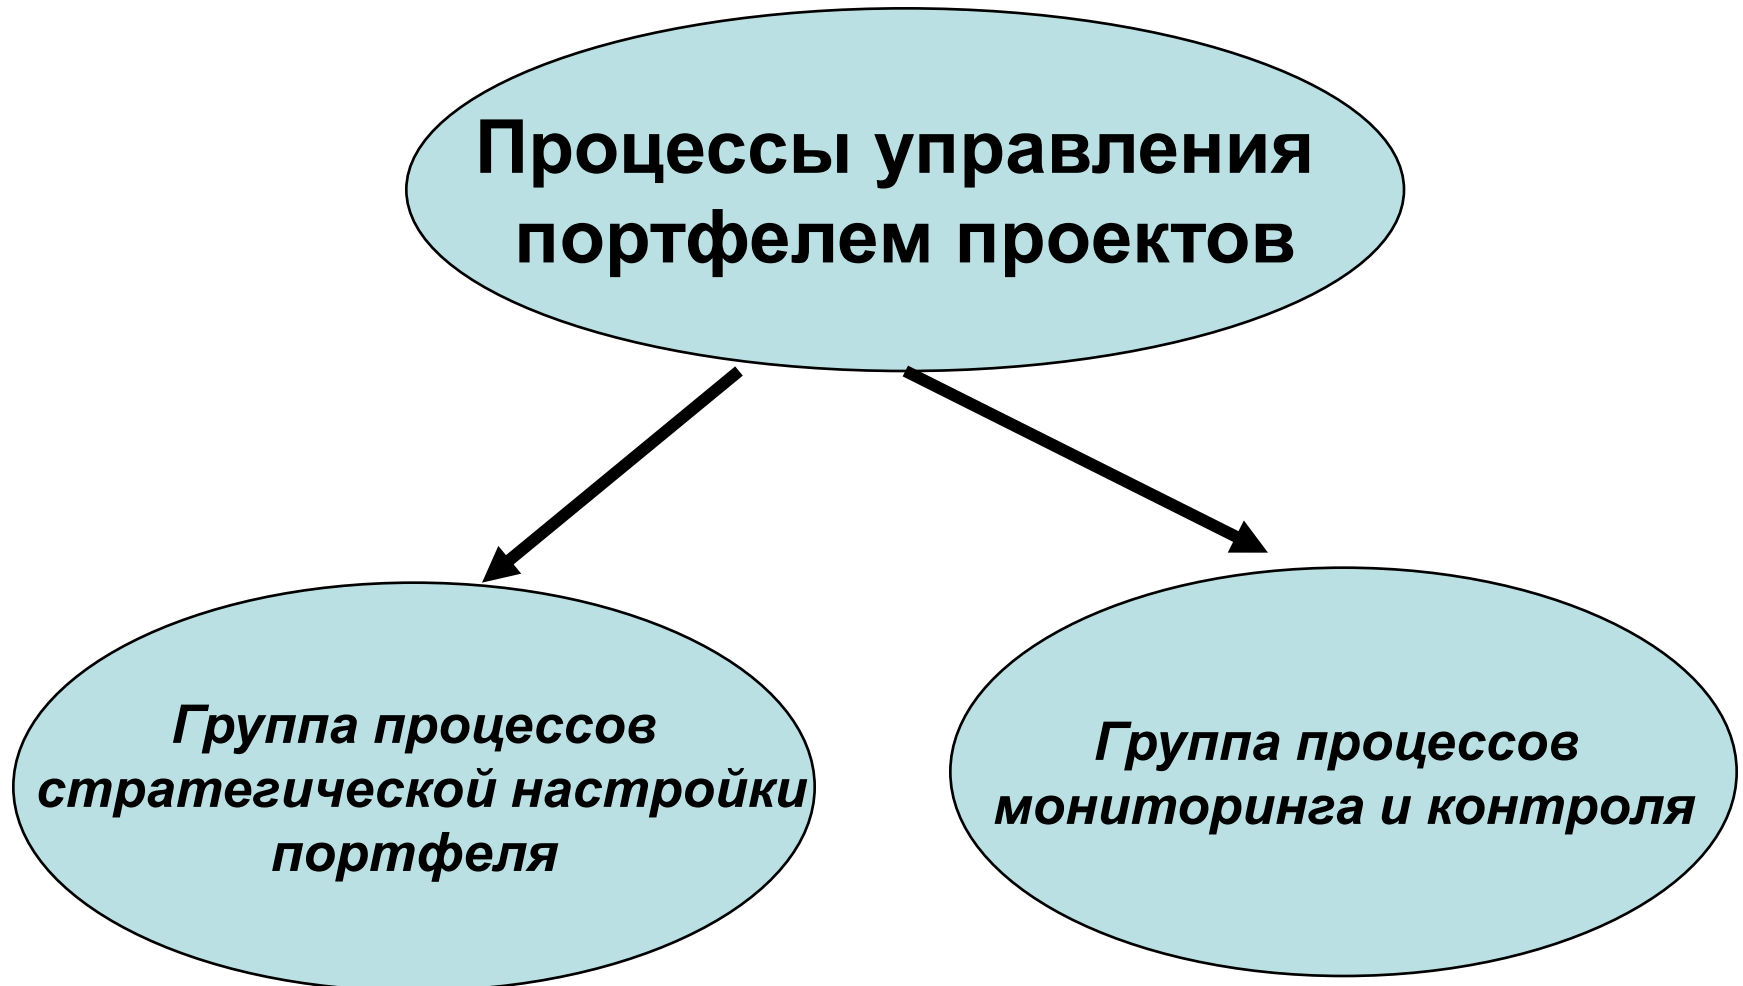 Процессы управления
портфелем проектов
Группа процессов
стратегической настройки
портфеля
Группа процессов
мониторинга и контроля